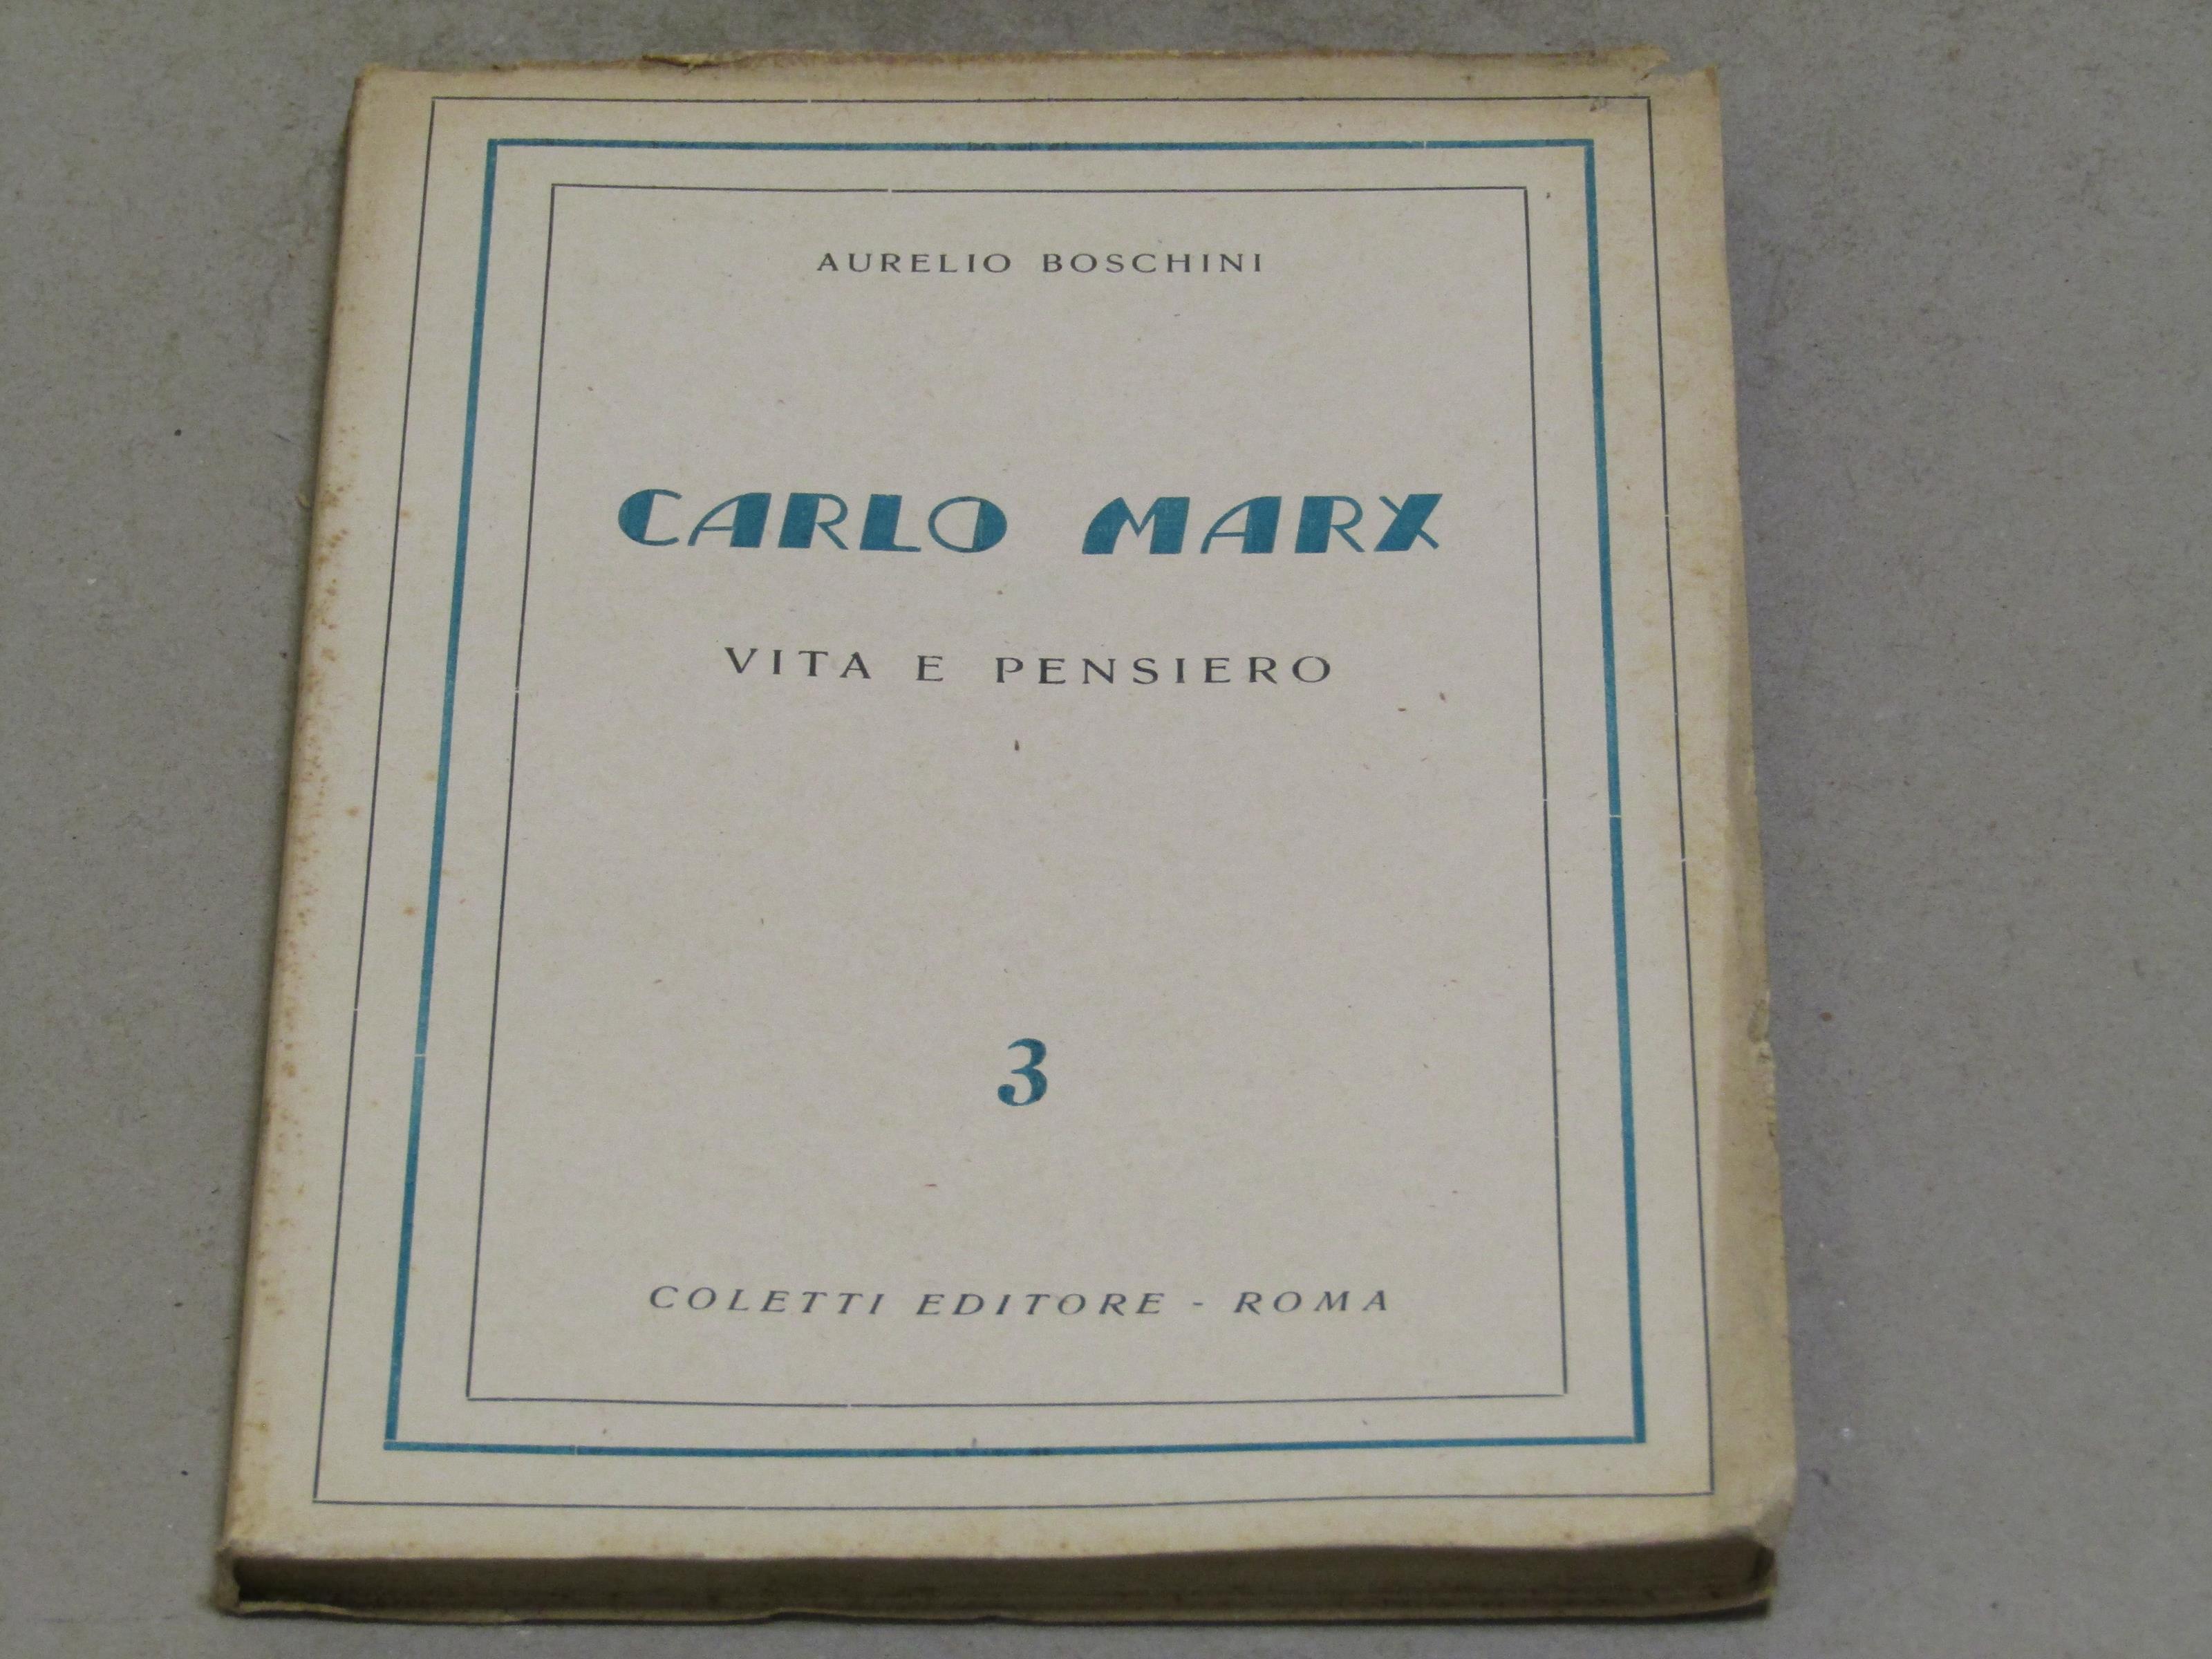 AURELIO BOSCHINI
CARLO MARX
VITA E PENSIERO
3
COLETTI EDITORE - ROMA